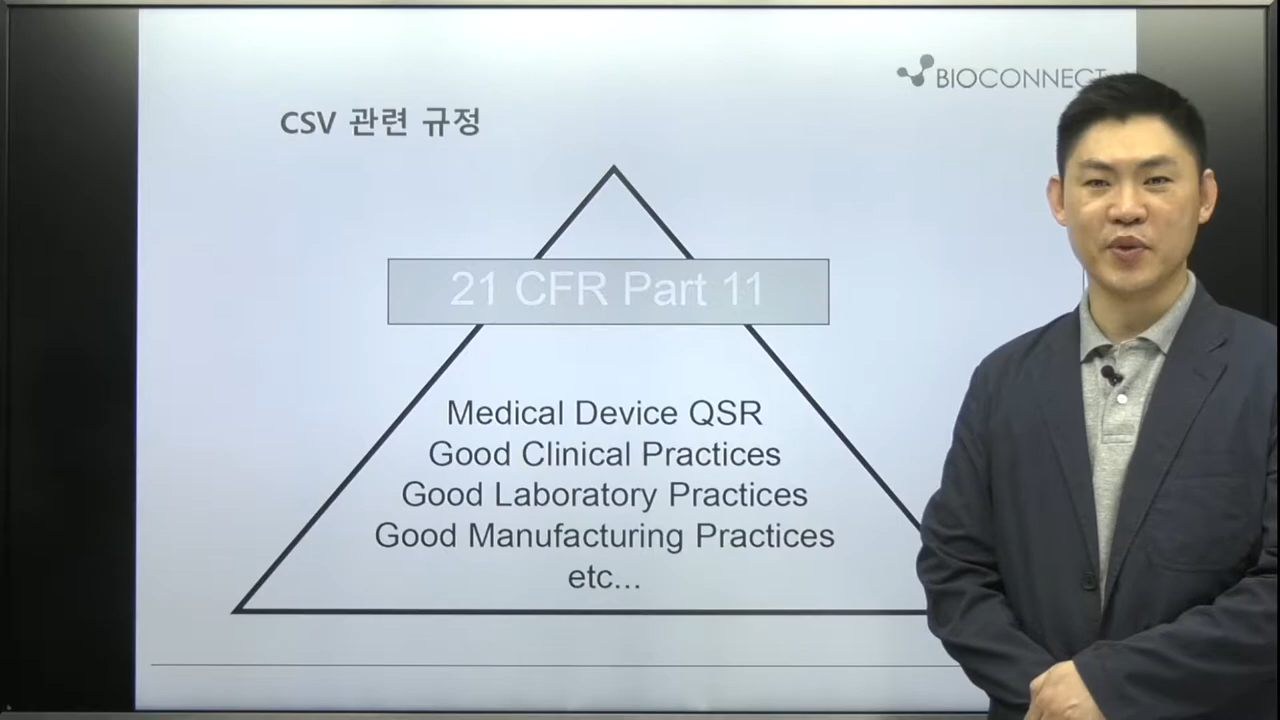 BIOCONNECT
CSV 관련 규정
21 CFR Part 11
Medical Device QSR
Good Clinical Practices
Good Laboratory Practices
Good Manufacturing Practices
etc...